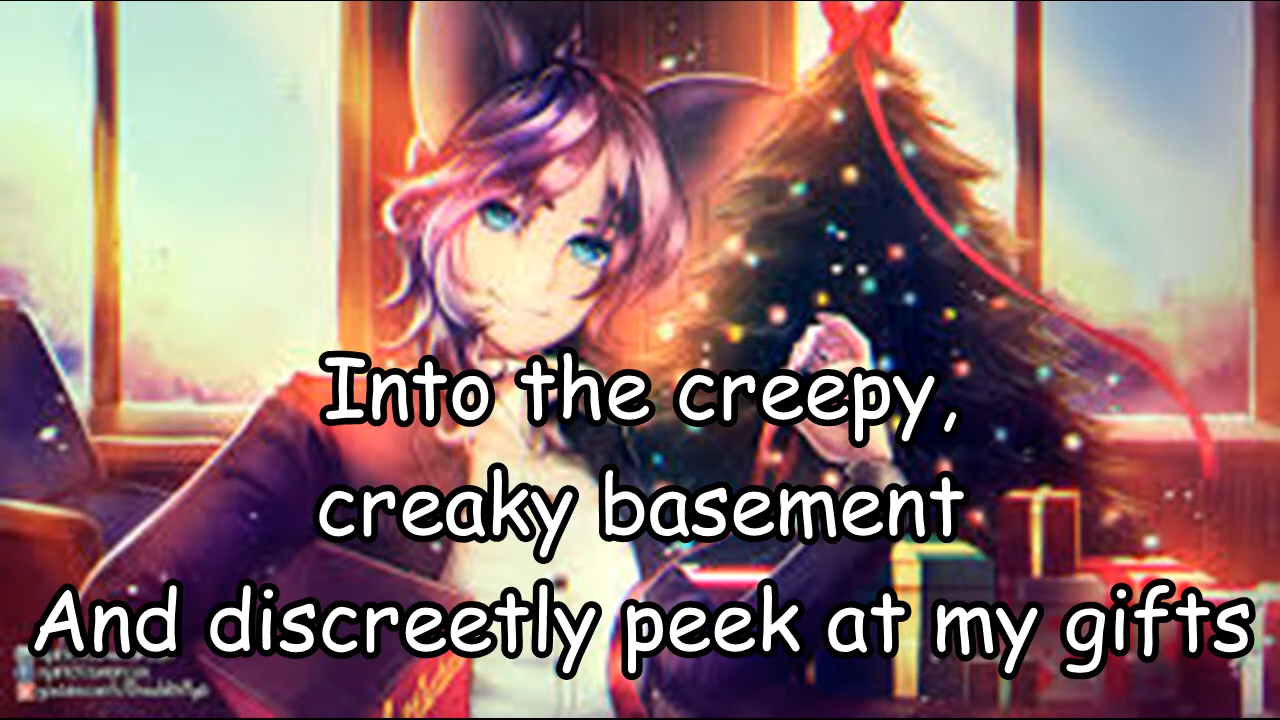 Into the creepy,
creaky basement
And discreetly peek at my gifts